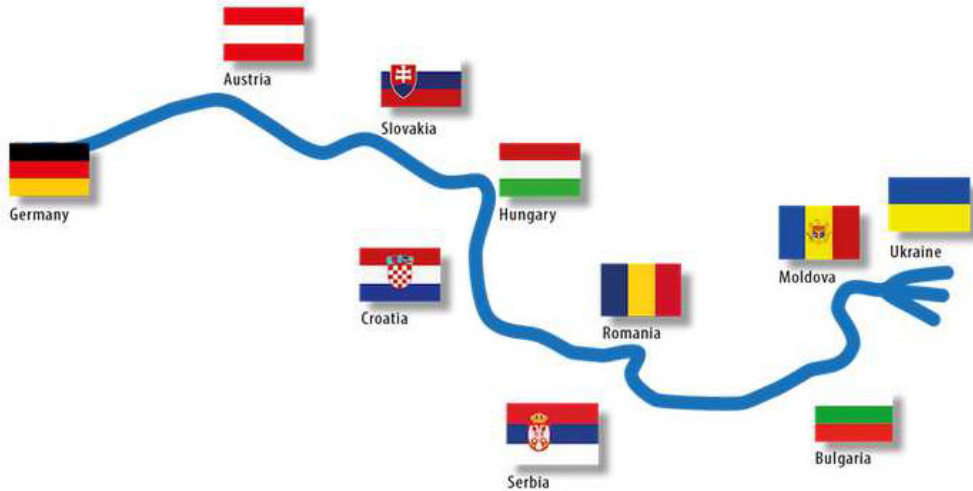 Austria
Slovakia
Germany
Hungary
Ukraine
Moldova
Croatia
Romania
Bulgaria
Serbia